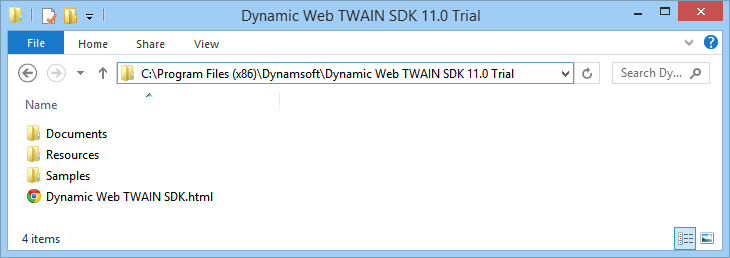 Dynamic Web TWAIN SDK 11.0 Trial
File Home Share View
C:\Program Files (x86)\Dynamsoft\Dynamic Web TWAIN SDK 11.0 Trial Search Dy...
Name
Documents
Resources
Samples
Dynamic Web TWAIN SDK.html
4 items